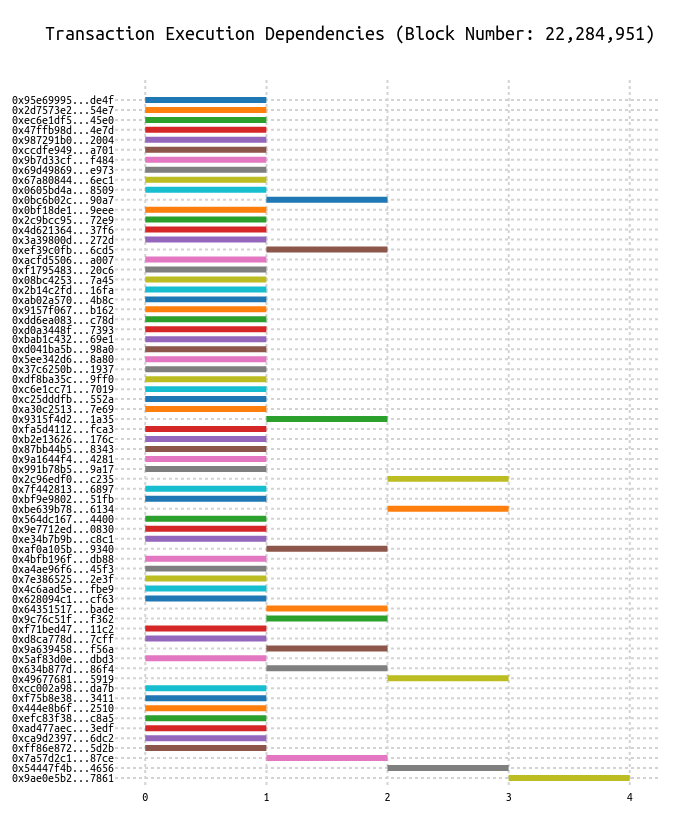 Transaction Execution Dependencies (Block Number: 22,284,951)
0x95e69995...de4f
0x2d7573e2...54e7
0xec6e1df5...45e0
0x47ffb98d...4e7d
0x987291b0...2004
0xccdfe949...a701
0x9b7d33cf...f484
0x69d49869...e973
0x67a80844...6ec1
0x0605bd4a...8509
0x0bc6b02c...90a7
0x0bf18de1...9eee
0x2c9bcc95...72e9
0x4d621364...37f6
0x3a39800d...272d
0xef39c0fb...6cd5
0xacfd5506...a007
0xf1795483...20c6
0x08bc4253...7a45
0x2b14c2fd...16fa
0xab02a570...4b8c
0x9157f067...b162
0xdd6ea083...c78d
0xd0a3448f...7393
0xbab1c432...69e1
0xd041ba5b...98a0
0x5ee342d6...8a80
0x37c6250b...1937
0xdf8ba35c...9ff0
0xc6e1cc71...7019
0xc25dddfb...552a
0xa30c2513...7e69
0x9315f4d2...1a35
0xfa5d4112...fca3
0xb2e13626...176c
0x87bb44b5...8343
0x9a1644f4...4281
0x991b78b5...9a17
0x2c96edf0...c235
0x7f442813...6897
0xbf9e9802...51fb
0xbe639b78...6134
0x564dc167...4400
0x9e7712ed...0830
0xe34b7b9b...c8c1
0xaf0a105b...9340
0x4bfb196f...db88
0xa4ae96f6...45f3
0x7e386525...2e3f
0x4c6aad5e...fbe9
0x628094c1...cf63
0x64351517...bade
0x9c76c51f...f362
0xf71bed47...11c2
0xd8ca778d...7cff
0x9a639458...f56a
0x5af83d0e...dbd3
0x634b877d...86f4
0x49677681...5919
0xcc002a98...da7b
0xf75b8e38...3411
0x444e8b6f...2510
0xefc83f38...c8a5
0xad477aec...3edf
0xca9d2397...6dc2
0xff86e872...5d2b
0x7a57d2c1...87ce
0x54447f4b...4656
0x9ae0e5b2...7861
0 1 2 3 4